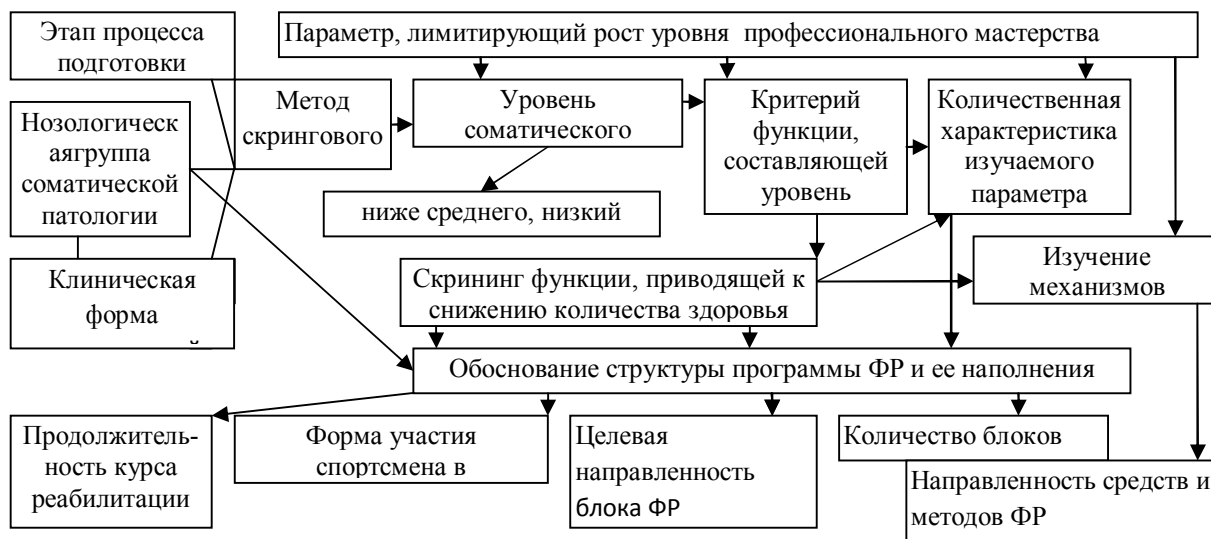 Этап процесса
подготовки
Параметр, лимитирующий рост уровня профессионального мастерства
Нозологическ
аягруппа
соматической
патологии
Метод
скрингового
Уровень
соматического
Критерий
функции,
составляющей
уровень
Количественная
характеристика
изучаемого
параметра
ниже среднего, низкий
Клиническая
форма
Скрининг функции, приводящей к
снижению количества здоровья
Изучение
механизмов
Обоснование структуры программы ФР и ее наполнения
Продолжитель-
ность курса
реабилитации
Форма участия
спортсмена в
Целевая
направленность
блока ФР
Количество блоков
Направленность средств и
методов ФР